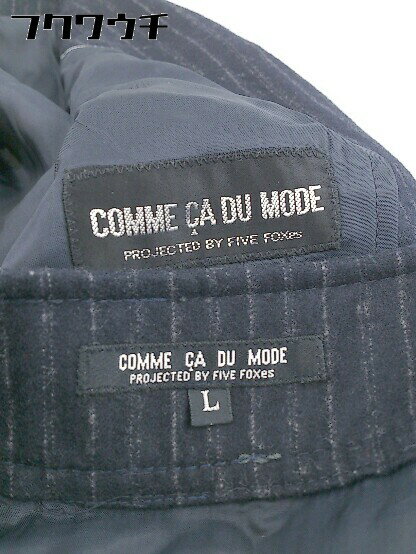 フクワウチ
COMME ÇA DU MODE
PROJECTED BY FIVE FOXes
COMME ÇA DU MODE
PROJECTED BY FIVE FOXes
L